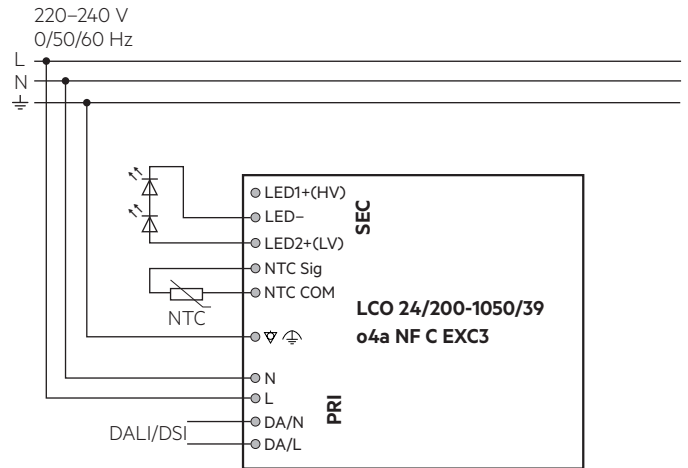 220–240 V
0/50/60 Hz
L
N
LED1+(HV)
LED–
LED2+(LV)
SEC
NTC Sig
NTC COM
NTC
LCO 24/200-1050/39
o4a NF C EXC3
N
L
PRI
DA/N
DALI/DSI
DA/L